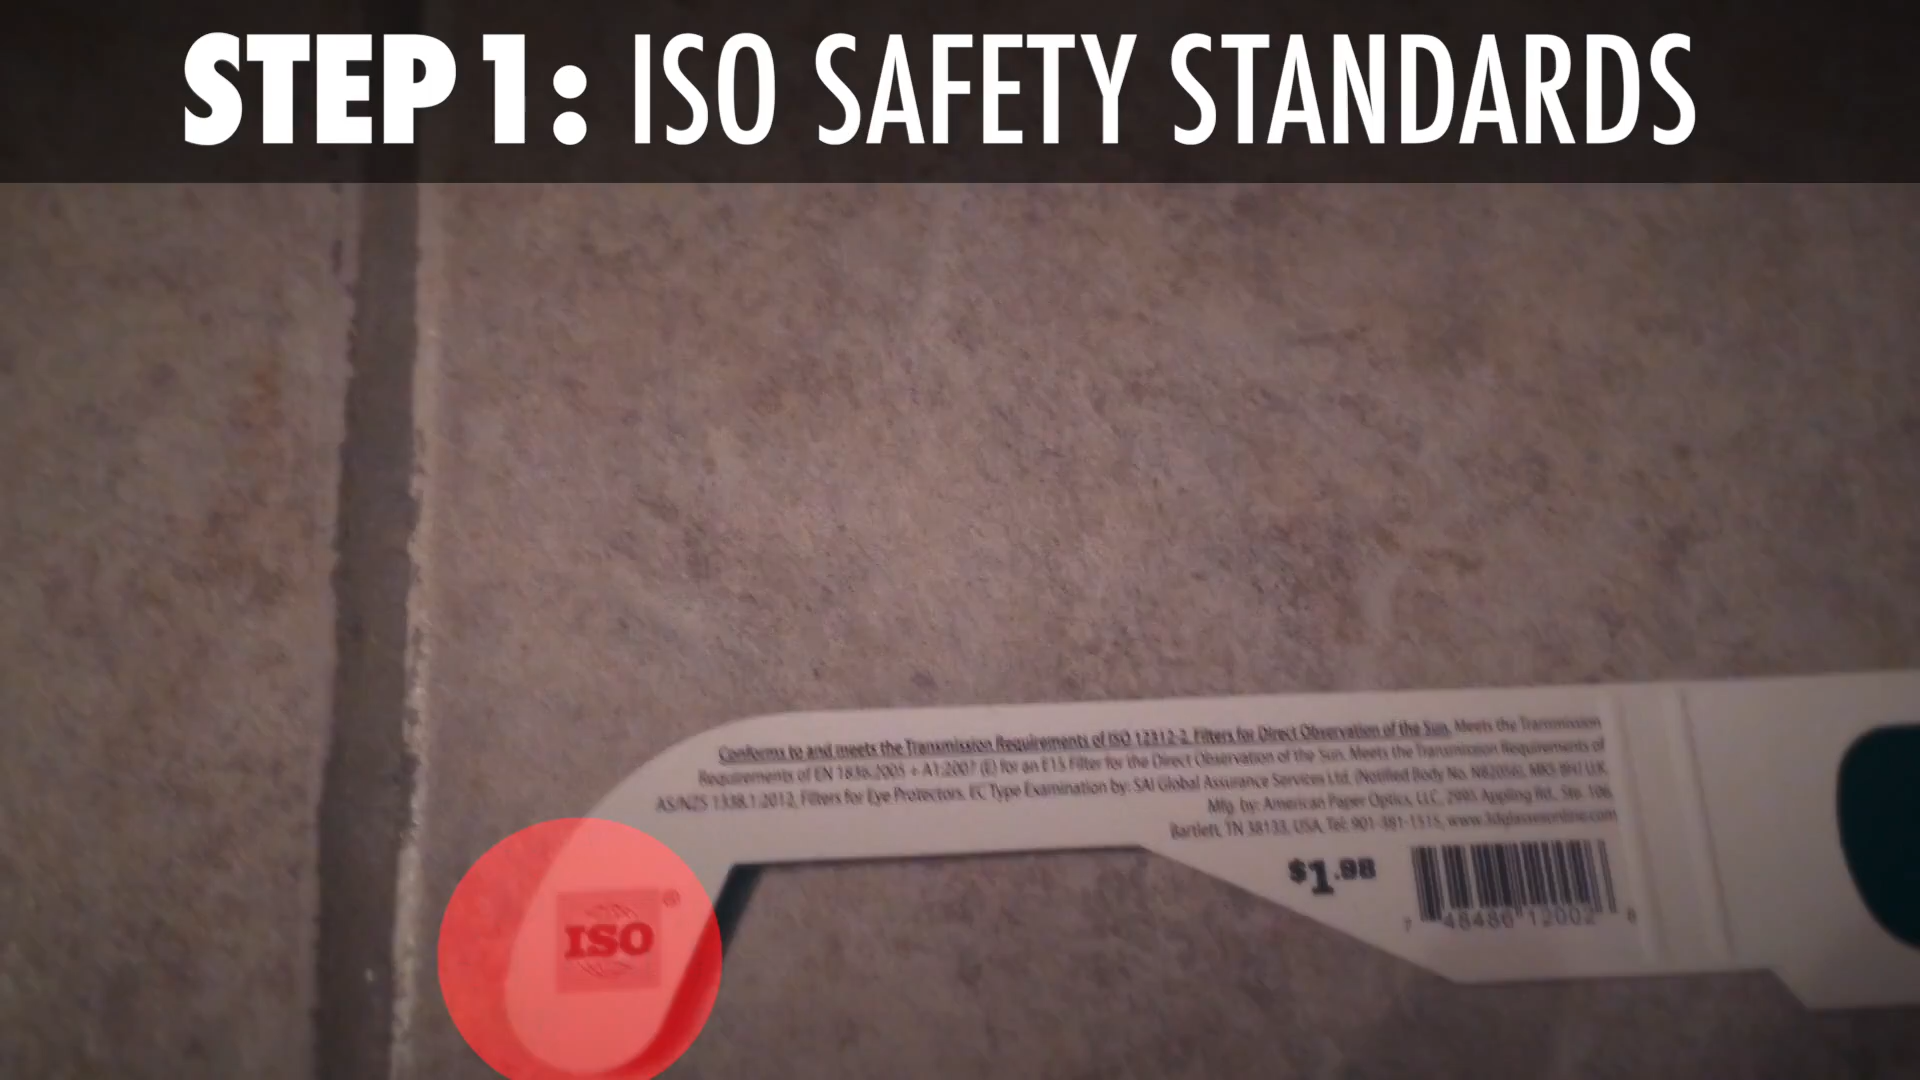 STEP 1: ISO SAFETY STANDARDS
Conforms to and meets the Transmission Requirements of ISO 12312-2, Filters for Direct Observation of the Sun. Meets the Transmission
Requirements of EN 1836:2005 + A1:2007 (E) for an E15 Filter for the Direct Observation of the Sun. Meets the Transmission Requirements of
AS/NZS 1338.1:2012, Filters for Eye Protectors. EC Type Examination by: SAI Global Assurance Services Ltd. (Notified Body No. N82056), MK5 8HJ U.K.
Mfg. by: American Paper Optics, LLC, 2995 Appling Rd., Ste. 106
Bartlett, TN 38133, USA, Tel: 901-381-1515, www.3dglassesonline.com
$1.98
7 48486 12002 8
ISO ®